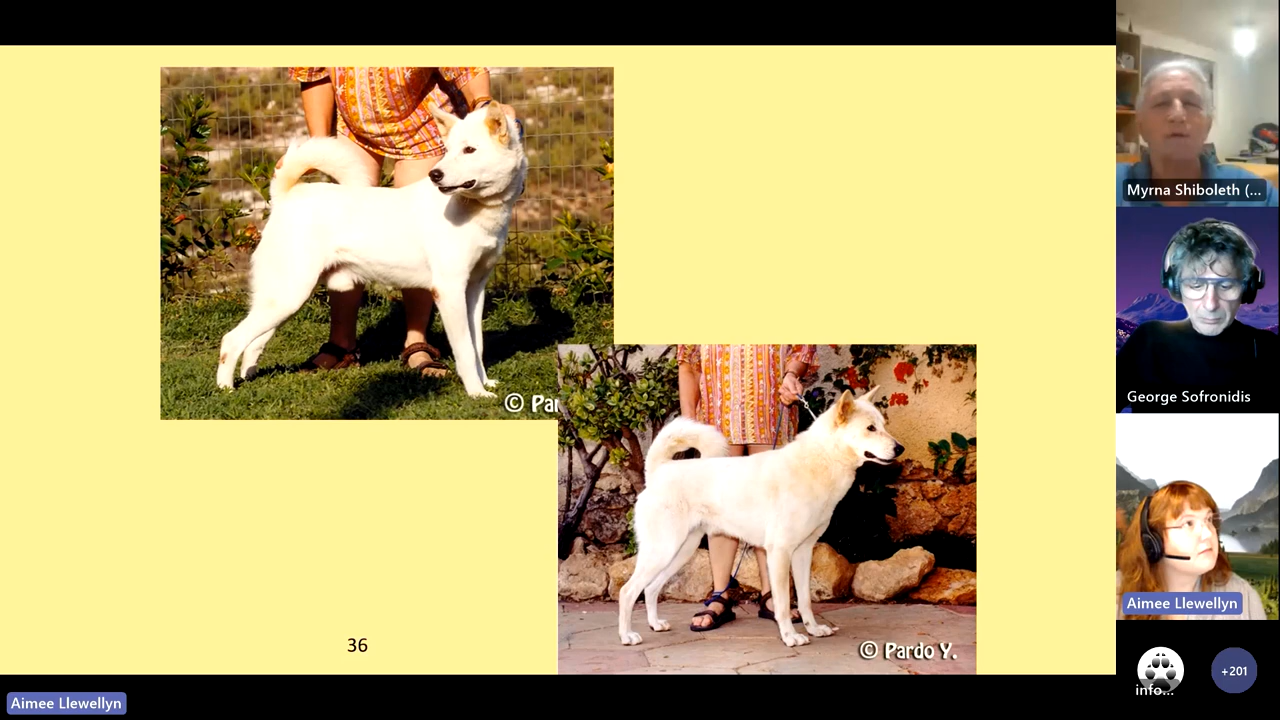 © Par
© Pardo Y.
36
Myrna Shiboleth (...
George Sofronidis
Aimee Llewellyn
info...
+201
Aimee Llewellyn